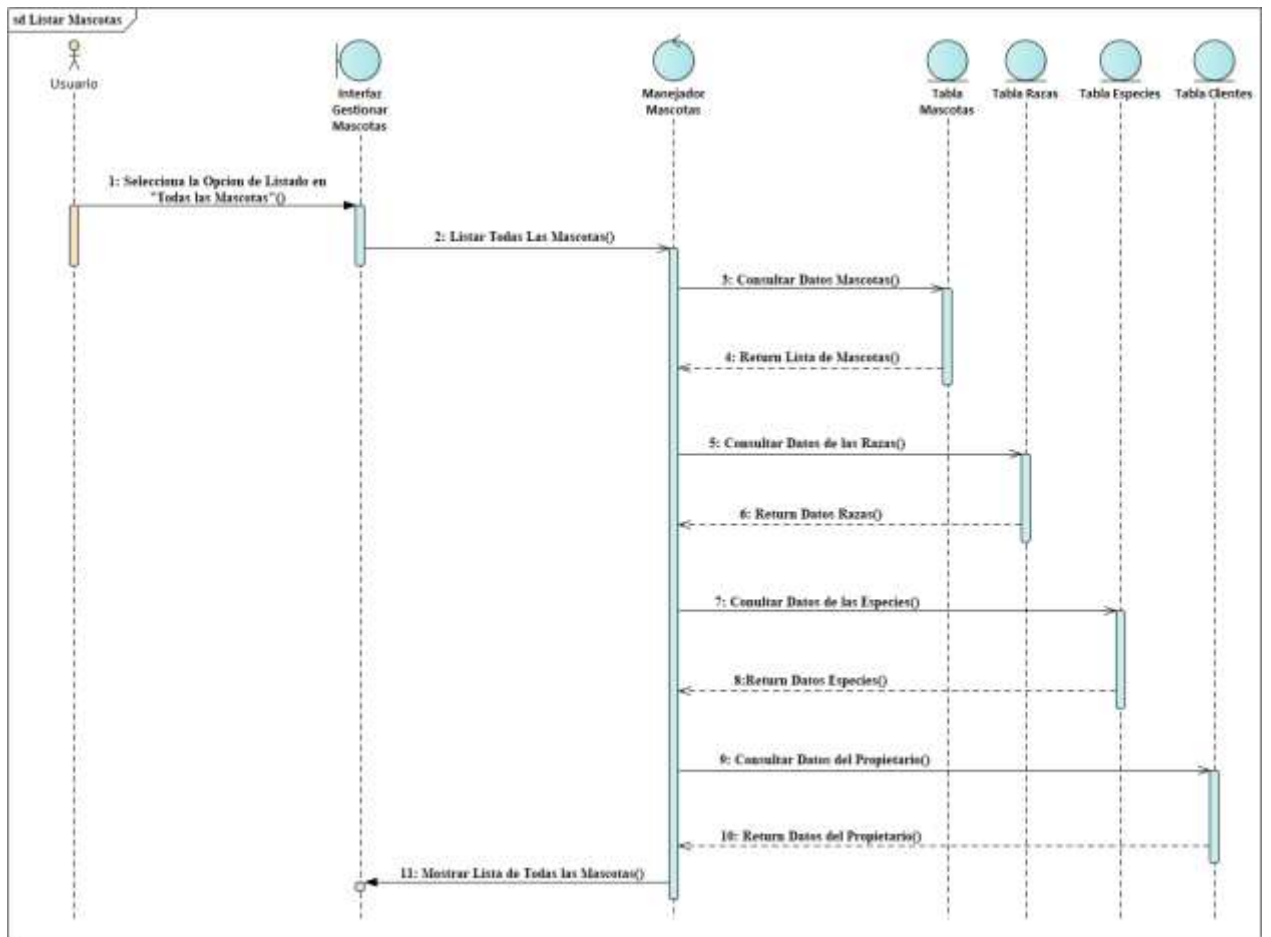 sd Listar Mascotas
Usuario
Interfaz
Gestionar
Mascotas
Manejador
Mascotas
Tabla
Mascotas
Tabla Razas
Tabla Especies
Tabla Clientes
1: Selecciona la Opcion de Listado en
"Todas las Mascotas"()
2: Listar Todas Las Mascotas()
3: Consultar Datos Mascotas()
4: Return Lista de Mascotas()
5: Consultar Datos de las Razas()
6: Return Datos Razas()
7: Conultar Datos de las Especies()
8:Return Datos Especies()
9: Consultar Datos del Propietario()
10: Return Datos del Propietario()
11: Mostrar Lista de Todas las Mascotas()